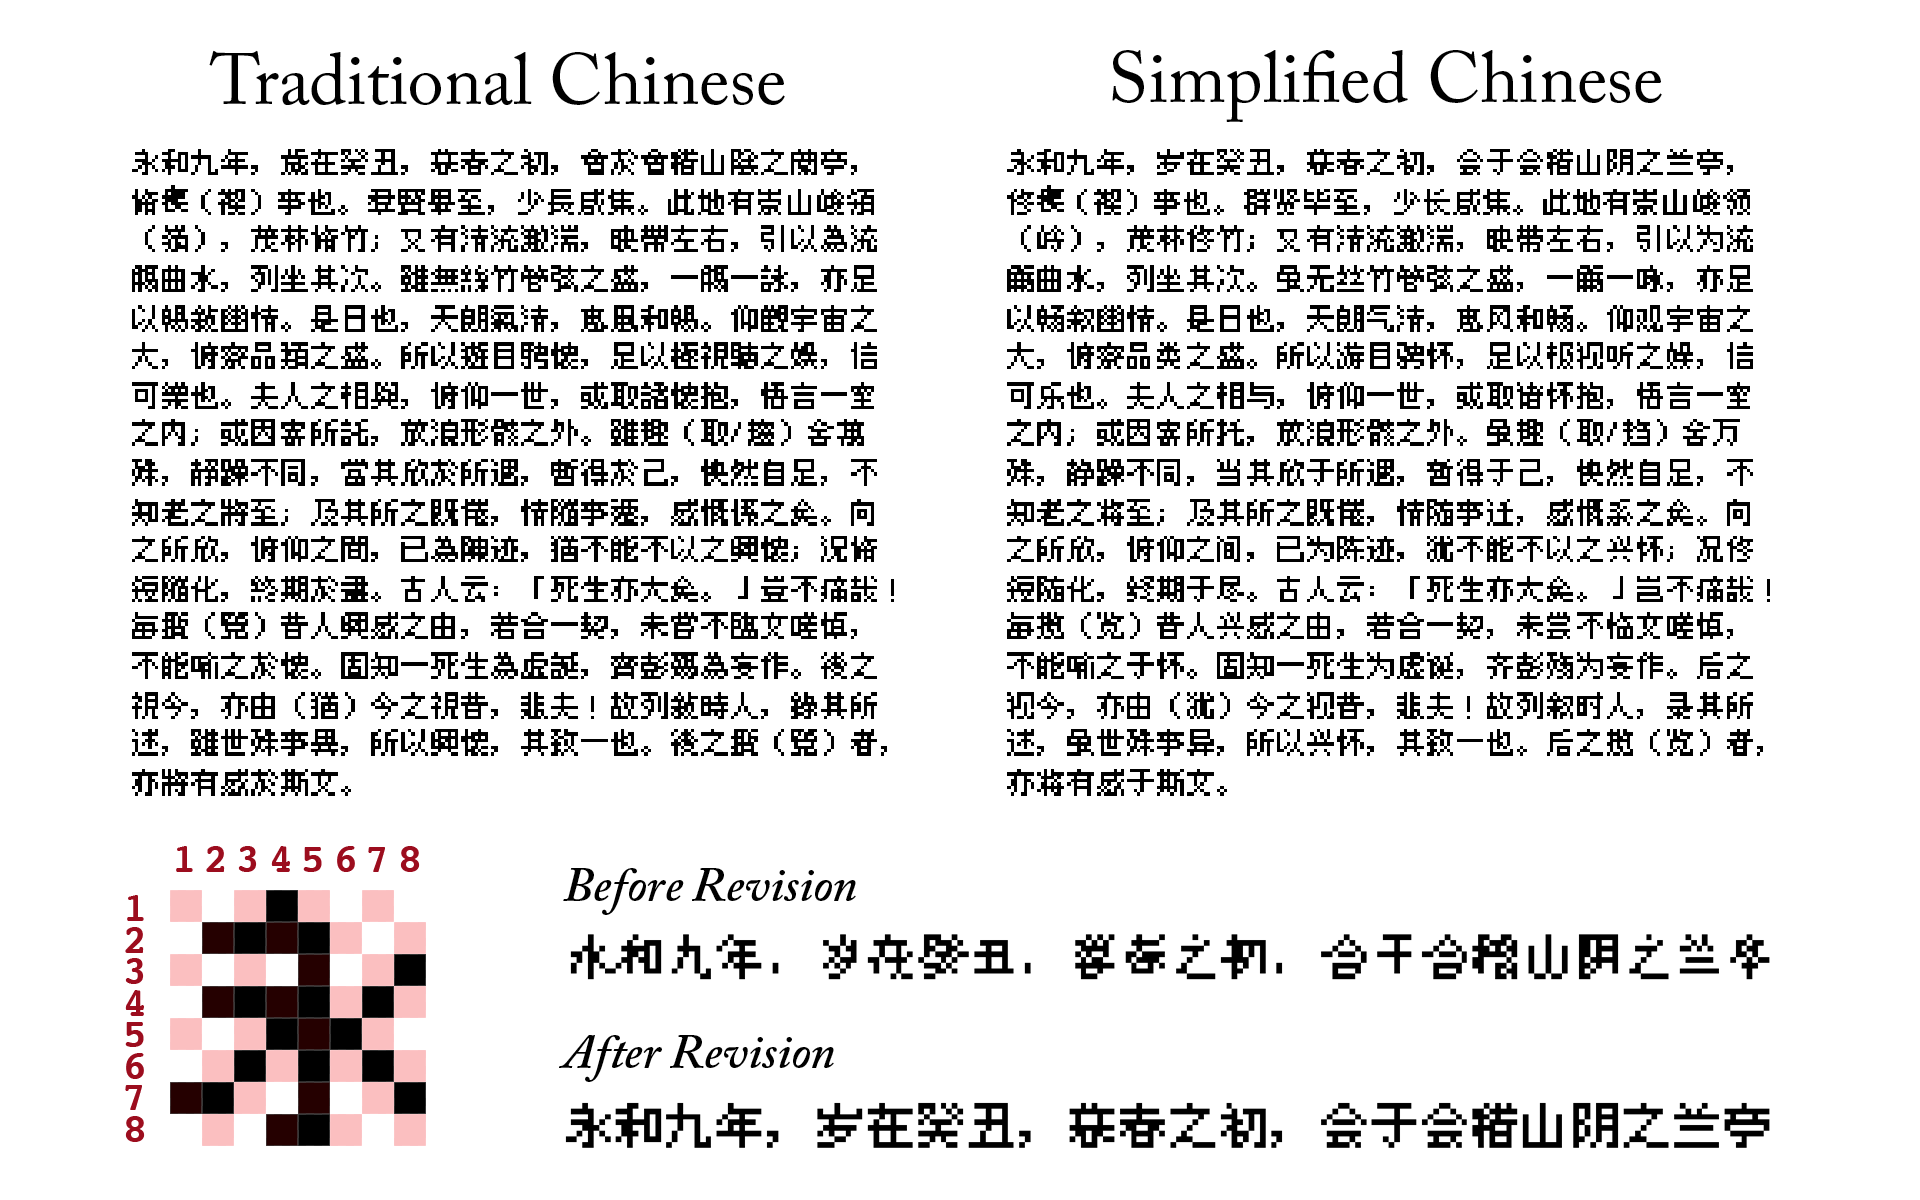 Traditional Chinese
永和九年，歲在癸丑，暮春之初，會於會稽山陰之蘭亭，
脩禊（禊）事也。羣賢畢至，少長咸集。此地有崇山峻領
（嶺），茂林脩竹；又有清流激湍，映帶左右，引以為流
觴曲水，列坐其次。雖無絲竹管弦之盛，一觴一詠，亦足
以暢敘幽情。是日也，天朗氣清，惠風和暢。仰觀宇宙之
大，俯察品類之盛。所以遊目騁懷，足以極視聽之娛，信
可樂也。夫人之相與，俯仰一世，或取諸懷抱，悟言一室
之內；或因寄所託，放浪形骸之外。雖趣（取/趨）舍萬
殊，靜躁不同，當其欣於所遇，暫得於己，怏然自足，不
知老之將至；及其所之既惓，情隨事遷，感慨係之矣。向
之所欣，俯仰之間，已為陳迹，猶不能不以之興懷；況脩
短隨化，終期於盡。古人云：「死生亦大矣。」豈不痛哉！
每攬（覽）昔人興感之由，若合一契，未嘗不臨文嗟悼，
不能喻之於懷。固知一死生為虛誕，齊彭殤為妄作。後之
視今，亦由（猶）今之視昔，悲夫！故列敘時人，錄其所
述，雖世殊事異，所以興懷，其致一也。後之攬（覽）者，
亦將有感於斯文。
Simplified Chinese
永和九年，岁在癸丑，暮春之初，会于会稽山阴之兰亭，
修禊（禊）事也。群贤毕至，少长咸集。此地有崇山峻领
（岭），茂林修竹；又有清流激湍，映带左右，引以为流
觞曲水，列坐其次。虽无丝竹管弦之盛，一觞一咏，亦足
以畅叙幽情。是日也，天朗气清，惠风和畅。仰观宇宙之
大，俯察品类之盛。所以游目骋怀，足以极视听之娱，信
可乐也。夫人之相与，俯仰一世，或取诸怀抱，悟言一室
之内；或因寄所托，放浪形骸之外。虽趣（取/趋）舍万
殊，静躁不同，当其欣于所遇，暂得于己，怏然自足，不
知老之将至；及其所之既惓，情随事迁，感慨系之矣。向
之所欣，俯仰之间，已为陈迹，犹不能不以之兴怀；况修
短随化，终期于尽。古人云：「死生亦大矣。」岂不痛哉！
每揽（览）昔人兴感之由，若合一契，未尝不临文嗟悼，
不能喻之于怀。固知一死生为虚诞，齐彭殇为妄作。后之
视今，亦由（犹）今之视昔，悲夫！故列叙时人，录其所
述，虽世殊事异，所以兴怀，其致一也。后之揽（览）者，
亦将有感于斯文。
1 2 3 4 5 6 7 8
1
2
3
4
5
6
7
8
永
Before Revision
永和九年，岁在癸丑，暮春之初，会于会稽山阴之兰亭
After Revision
永和九年，岁在癸丑，暮春之初，会于会稽山阴之兰亭